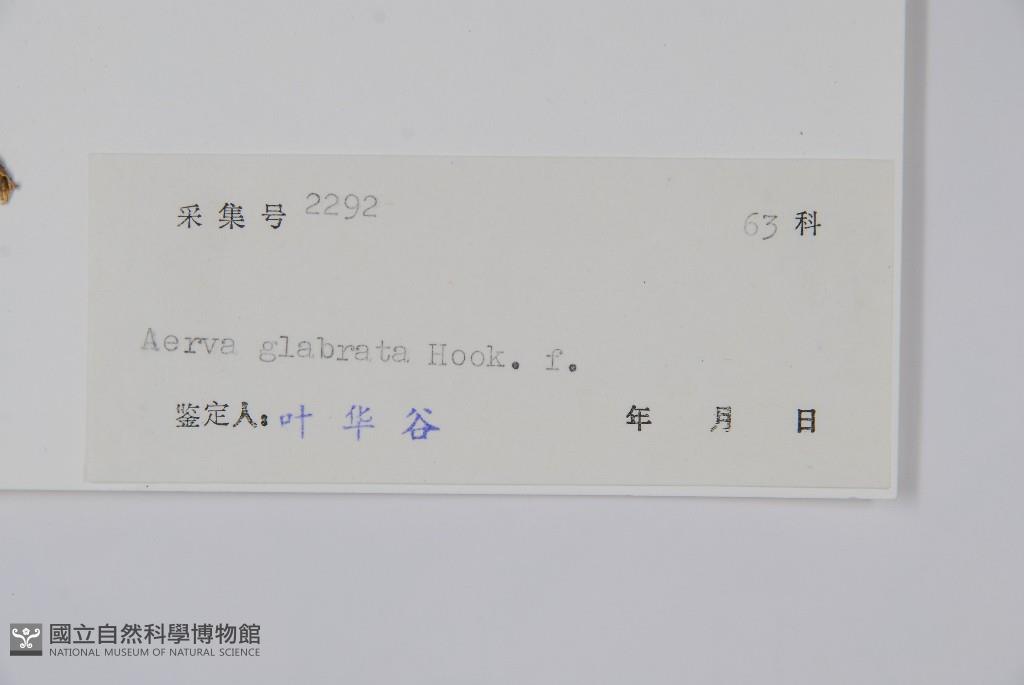 采集号 2292 63 科
Aerva glabrata Hook. f.
鉴定人: 叶华谷 年 月 日
國立自然科學博物館
NATIONAL MUSEUM OF NATURAL SCIENCE